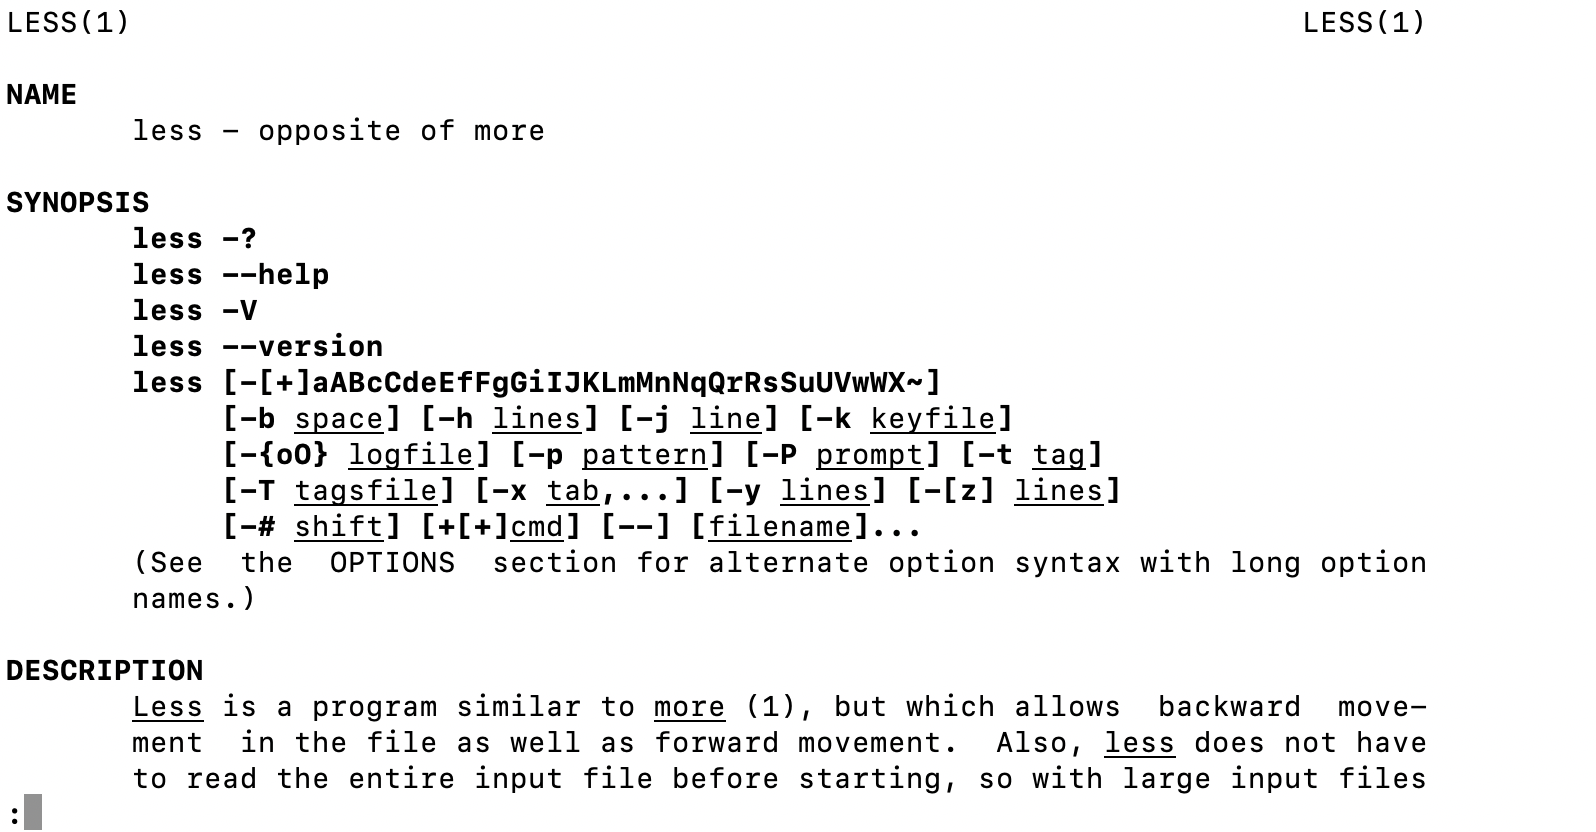 LESS(1)                                                                 LESS(1)
NAME
       less - opposite of more
SYNOPSIS
       less -?
       less --help
       less -V
       less --version
       less [-[+]aABcCdeEfFgGiIJKLmMnNqQrRsSuUVwWX~]
            [-b space] [-h lines] [-j line] [-k keyfile]
            [-{oO} logfile] [-p pattern] [-P prompt] [-t tag]
            [-T tagsfile] [-x tab,...] [-y lines] [-[z] lines]
            [-# shift] [+[+]cmd] [--] [filename]...
       (See  the  OPTIONS  section for alternate option syntax with long option
       names.)
DESCRIPTION
       Less is a program similar to more (1), but which allows  backward  move-
       ment  in the file as well as forward movement.  Also, less does not have
       to read the entire input file before starting, so with large input files
: